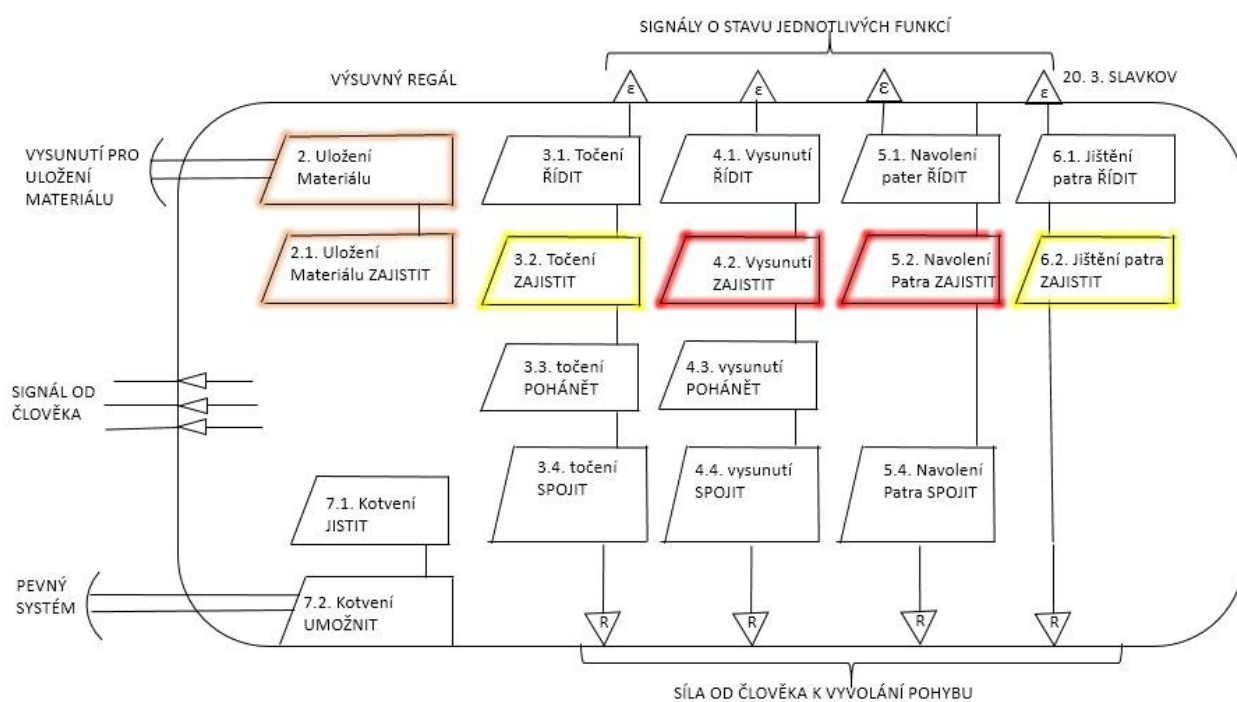 SIGNÁLY O STAVU JEDNOTLIVÝCH FUNKCÍ
VÝSUVNÝ REGÁL
20. 3. SLAVKOV
ε
ε
ε
ε
VYSUNUTÍ PRO
ULOŽENÍ
MATERIÁLU
2. Uložení
Materiálu
3.1. Točení
ŘÍDIT
4.1. Vysunutí
ŘÍDIT
5.1. Navolení
pater ŘÍDIT
6.1. Jištění
patra ŘÍDIT
2.1. Uložení
Materiálu ZAJISTIT
3.2. Točení
ZAJISTIT
4.2. Vysunutí
ZAJISTIT
5.2. Navolení
Patra ZAJISTIT
6.2. Jištění patra
ZAJISTIT
3.3. točení
POHÁNĚT
4.3. vysunutí
POHÁNĚT
SIGNÁL OD
ČLOVĚKA
3.4. točení
SPOJIT
4.4. vysunutí
SPOJIT
5.4. Navolení
Patra SPOJIT
7.1. Kotvení
JISTIT
PEVNÝ
SYSTÉM
7.2. Kotvení
UMOŽNIT
R
R
R
R
SÍLA OD ČLOVĚKA K VYVOLÁNÍ POHYBU